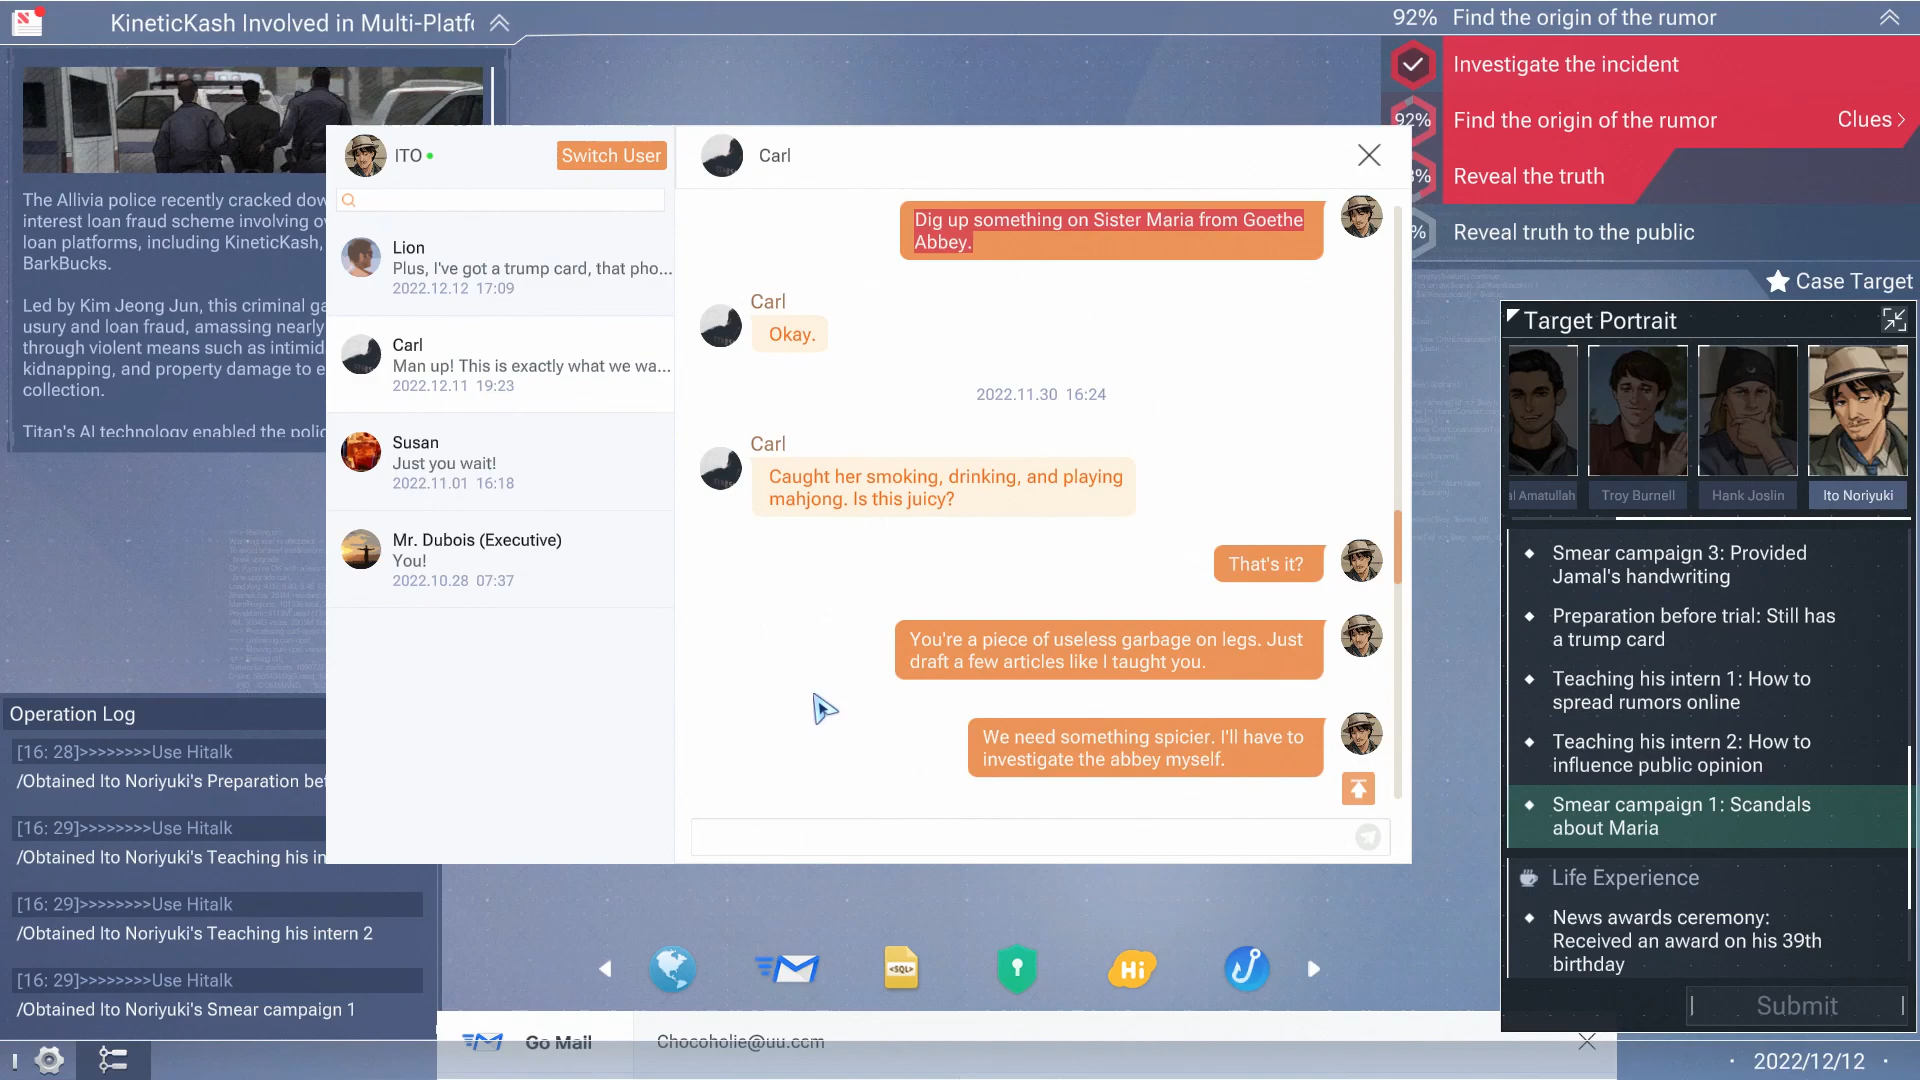 KineticKash Involved in Multi-Platf
The Allivia police recently cracked dow
interest loan fraud scheme involving o
loan platforms, including KineticKash,
BarkBucks.
Led by Kim Jeong Jun, this criminal ga
usury and loan fraud, amassing nearly
through violent means such as intimid
kidnapping, and property damage to e
collection.
Titan's AI technology enabled the polic
Operation Log
[16: 28]>>>>>>>>Use Hitalk
/Obtained Ito Noriyuki's Preparation bef
[16: 29]>>>>>>>>Use Hitalk
/Obtained Ito Noriyuki's Teaching his in
[16: 29]>>>>>>>>Use Hitalk
/Obtained Ito Noriyuki's Teaching his intern 2
[16: 29]>>>>>>>>Use Hitalk
/Obtained Ito Noriyuki's Smear campaign 1
ITO
Switch User
Lion
Plus, I've got a trump card, that pho...
2022.12.12 17:09
Carl
Man up! This is exactly what we wa...
2022.12.11 19:23
Susan
Just you wait!
2022.11.01 16:18
Mr. Dubois (Executive)
You!
2022.10.28 07:37
Carl
Dig up something on Sister Maria from Goethe
Abbey.
Carl
Okay.
2022.11.30 16:24
Carl
Caught her smoking, drinking, and playing
mahjong. Is this juicy?
That's it?
You're a piece of useless garbage on legs. Just
draft a few articles like I taught you.
We need something spicier. I'll have to
investigate the abbey myself.
92% Find the origin of the rumor
Investigate the incident
92% Find the origin of the rumor
Clues
% Reveal the truth
% Reveal truth to the public
Case Target
Target Portrait
al Amatullah
Troy Burnell
Hank Joslin
Ito Noriyuki
Smear campaign 3: Provided
Jamal's handwriting
Preparation before trial: Still has
a trump card
Teaching his intern 1: How to
spread rumors online
Teaching his intern 2: How to
influence public opinion
Smear campaign 1: Scandals
about Maria
Life Experience
News awards ceremony:
Received an award on his 39th
birthday
Submit
<SQL>
Hi
Go Mail
Chocoholie@uu.ccm
2022/12/12